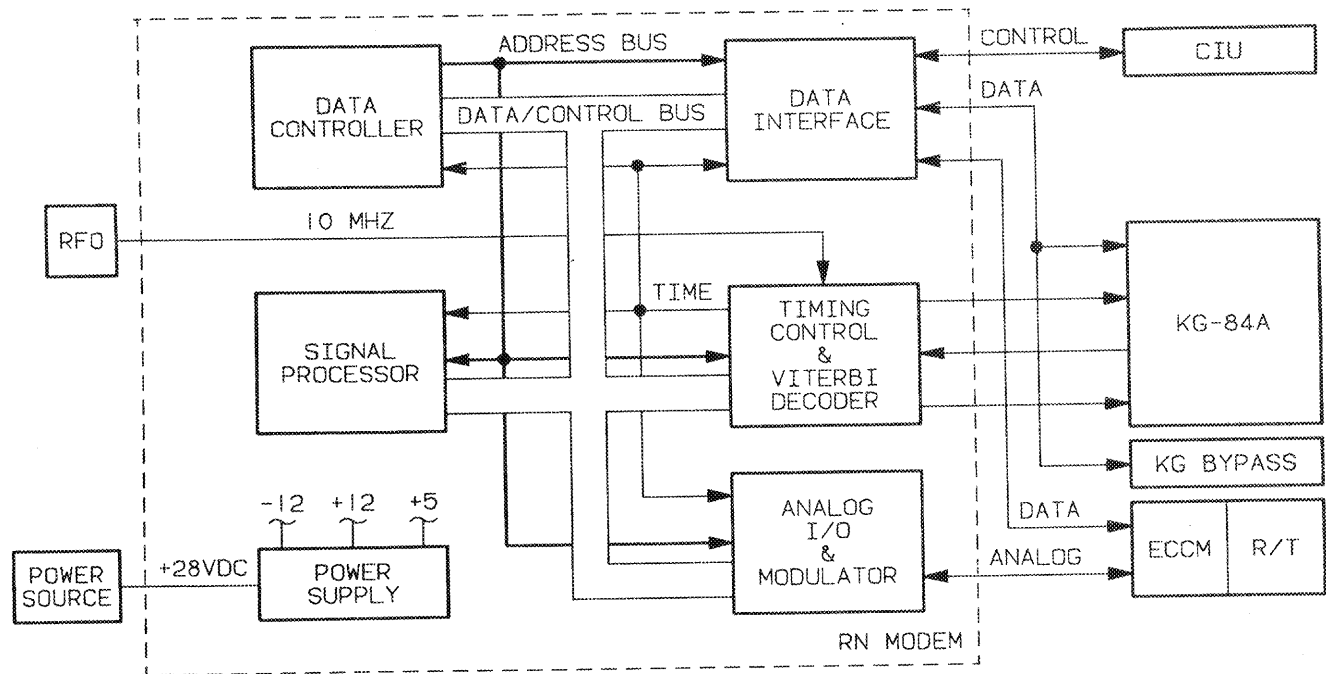 ADDRESS BUS
CONTROL
CIU
DATA
CONTROLLER
DATA/CONTROL BUS
DATA
INTERFACE
DATA
RFO
10 MHZ
TIME
SIGNAL
PROCESSOR
TIMING
CONTROL
&
VITERBI
DECODER
KG-84A
KG BYPASS
-12
+12
+5
POWER
SOURCE
+28VDC
POWER
SUPPLY
ANALOG
I/O
&
MODULATOR
DATA
ANALOG
ECCM
R/T
RN MODEM